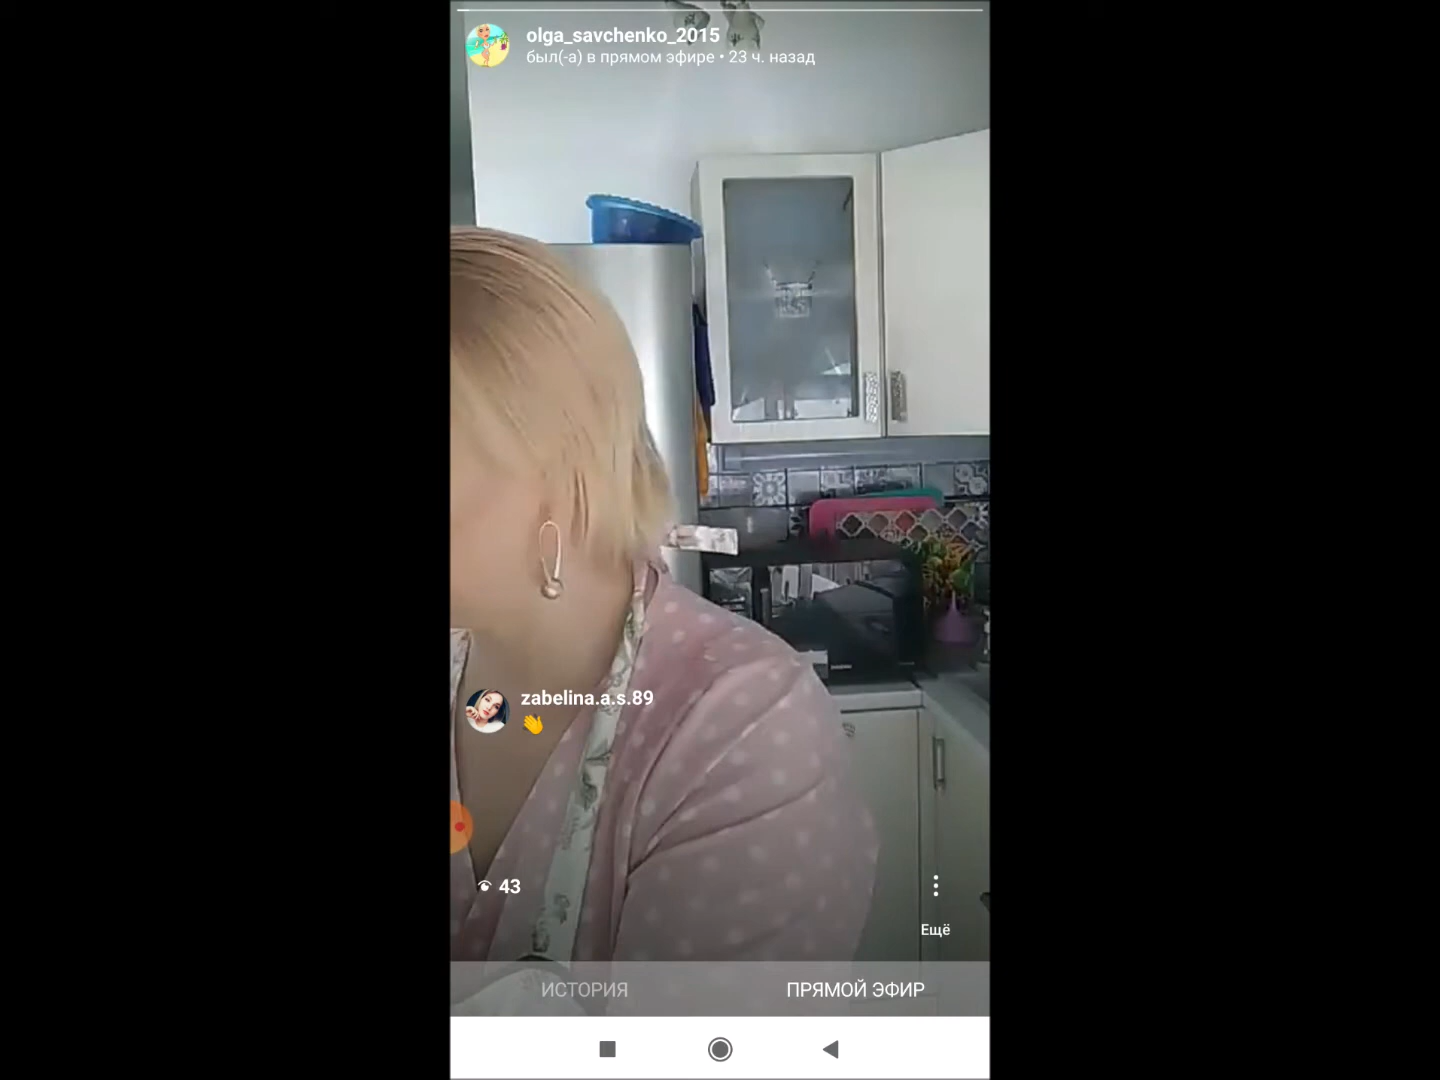 olga_savchenko_2015
был(-а) в прямом эфире • 23 ч. назад
zabelina.a.s.89
👋
43
Ещё
ИСТОРИЯ
ПРЯМОЙ ЭФИР